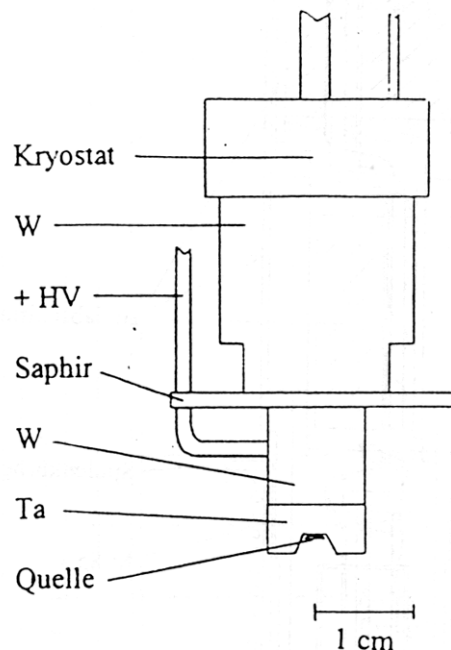 Kryostat
W
+ HV
Saphir
W
Ta
Quelle
1 cm